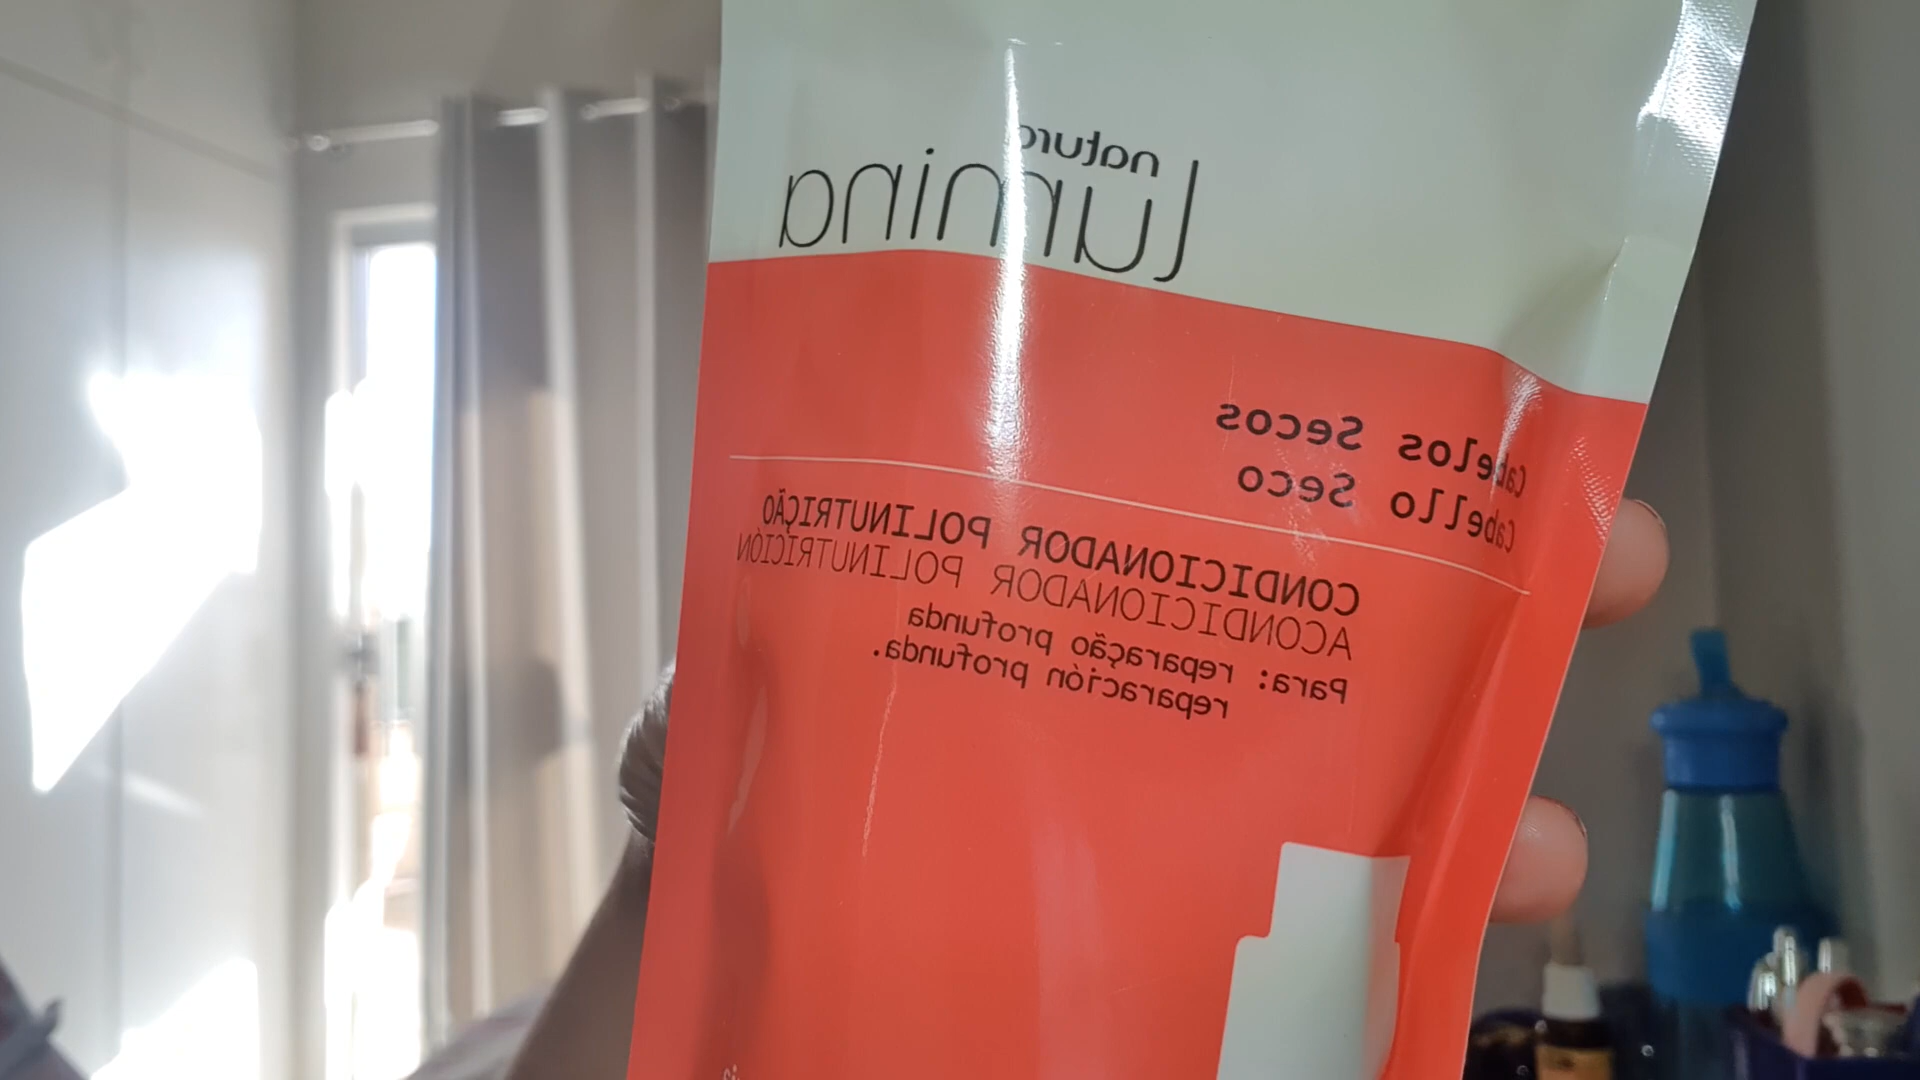 natura
Lumina
Cabelos Secos
Cabello Seco
CONDICIONADOR POLINUTRIÇÃO
ACONDICIONADOR POLINUTRICIÓN
Para: reparação profunda
reparación profunda.